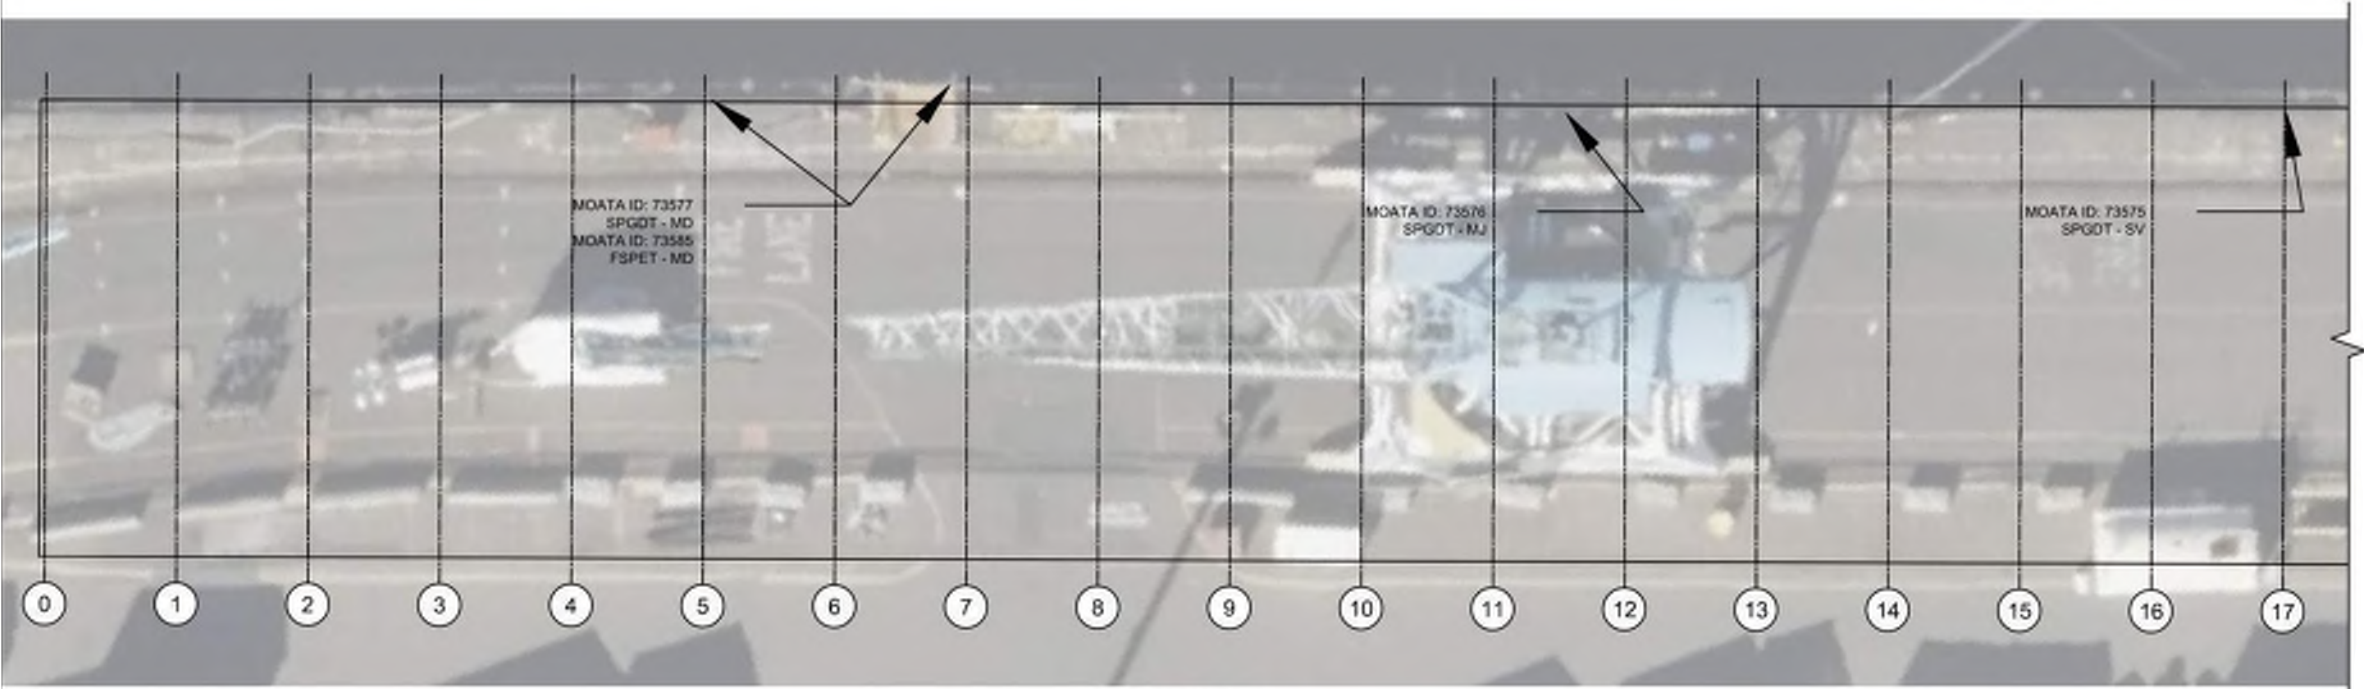 MOATA ID: 73577
SPGDT - MD
MOATA ID: 73585
FSPET - MD
MOATA ID: 73576
SPGDT - MJ
MOATA ID: 73575
SPGDT - SV
LANE
0 1 2 3 4 5 6 7 8 9 10 11 12 13 14 15 16 17